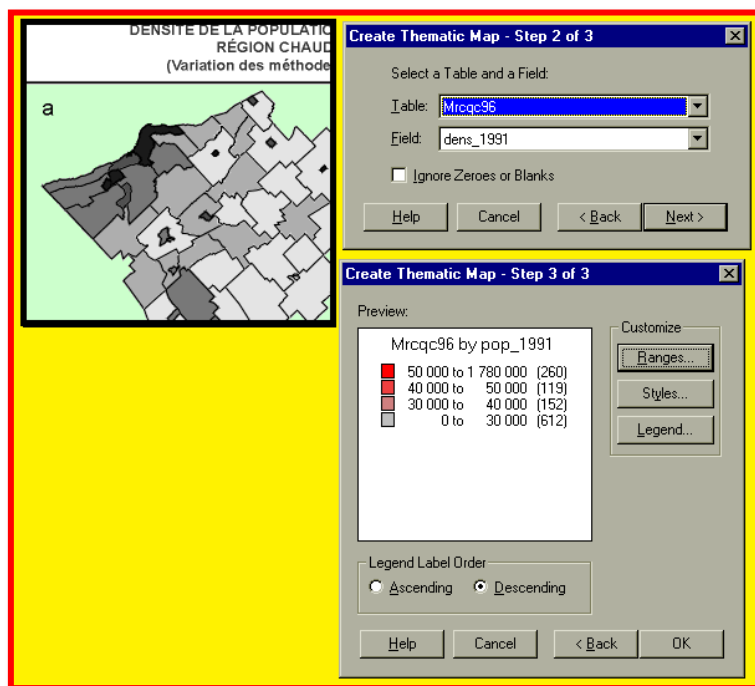 DENSITÉ DE LA POPULATIO
RÉGION CHAUD
(Variation des méthode
a
Create Thematic Map - Step 2 of 3
Select a Table and a Field:
Table: Mrcqc96
Field: dens_1991
Ignore Zeroes or Blanks
Help Cancel < Back Next >
Create Thematic Map - Step 3 of 3
Preview:
Mrcqc96 by pop_1991
50 000 to 1 780 000 (260)
40 000 to 50 000 (119)
30 000 to 40 000 (152)
0 to 30 000 (612)
Customize
Ranges...
Styles...
Legend...
Legend Label Order
Ascending Descending
Help Cancel < Back OK